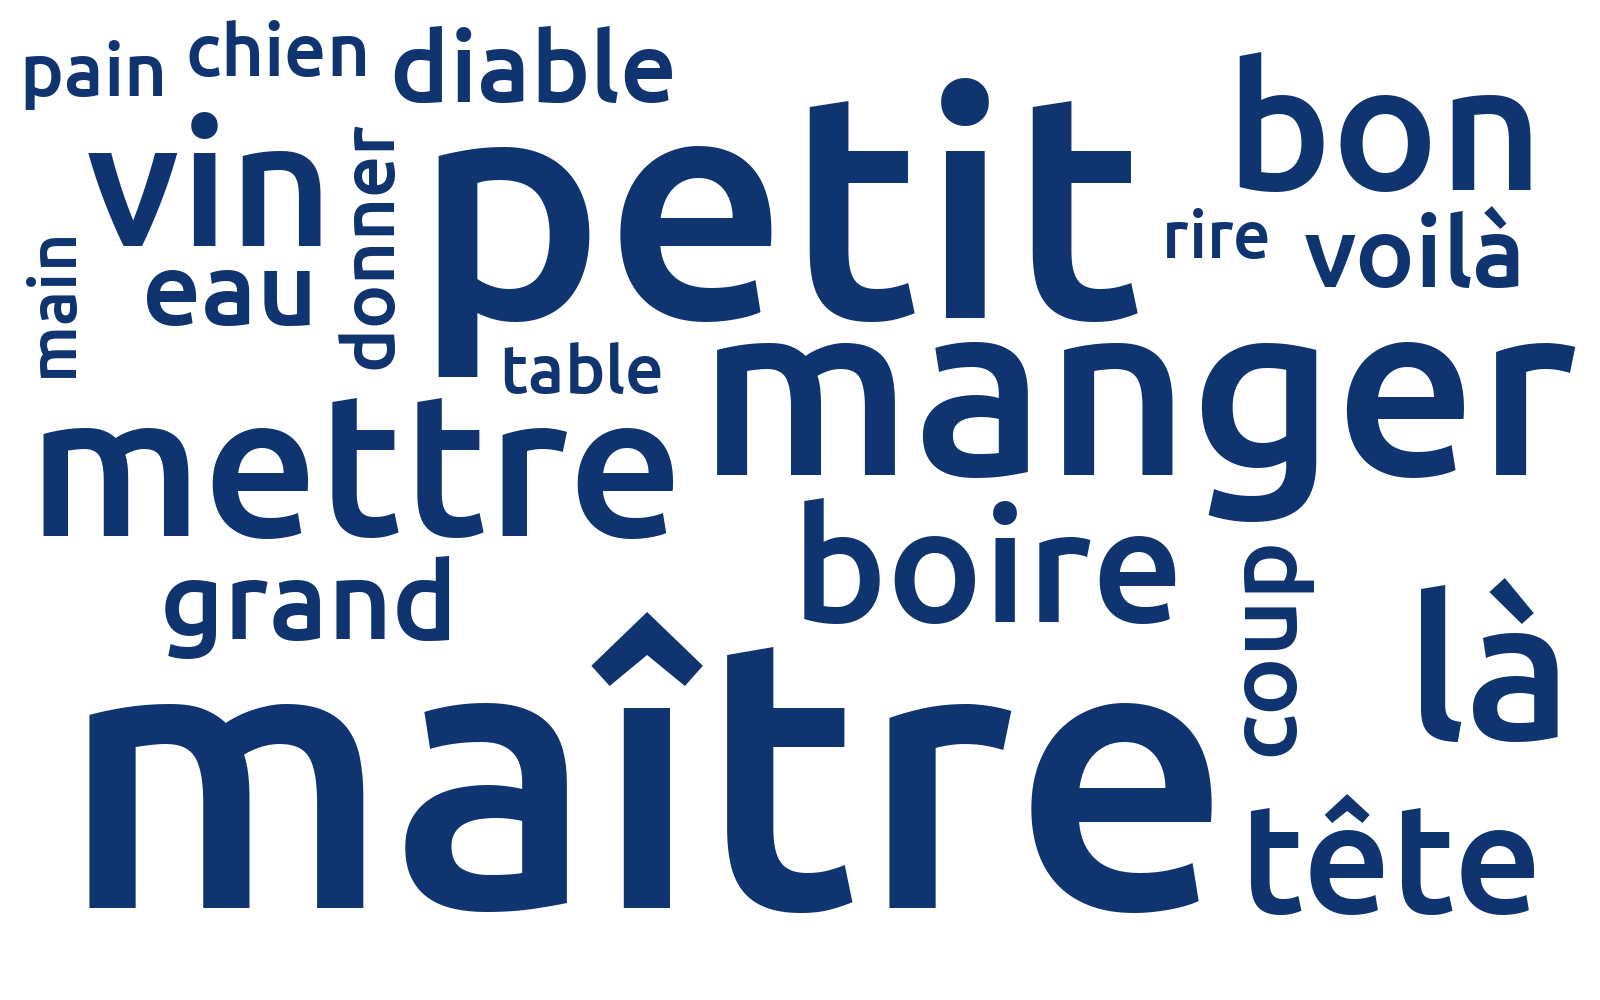 pain
chien
diable
vin
donner
petit
bon
main
eau
rire
voilà
table
manger
mettre
boire
coup
grand
là
maître
tête